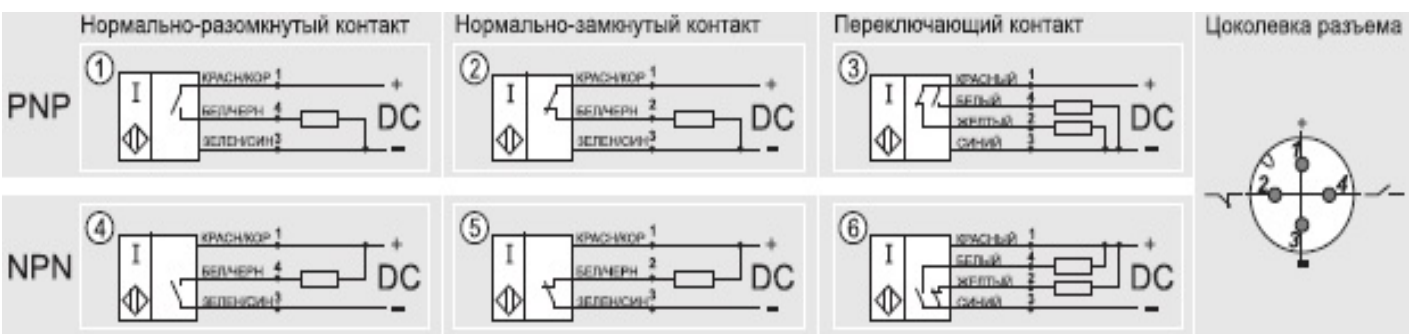 Нормально-разомкнутый контакт
Нормально-замкнутый контакт
Переключающий контакт
Цоколевка разъема
PNP
1
I
КРАСН/КОР 1
БЕЛ/ЧЕРН 4
ЗЕЛЕН/СИН 3
+
DC
-
2
I
КРАСН/КОР 1
БЕЛ/ЧЕРН 2
ЗЕЛЕН/СИН 3
+
DC
-
3
I
КРАСНЫЙ 1
БЕЛЫЙ 4
ЖЕЛТЫЙ 2
СИНИЙ 3
+
DC
-
NPN
4
I
КРАСН/КОР 1
БЕЛ/ЧЕРН 4
ЗЕЛЕН/СИН 3
+
DC
-
5
I
КРАСН/КОР 1
БЕЛ/ЧЕРН 2
ЗЕЛЕН/СИН 3
+
DC
-
6
I
КРАСНЫЙ 1
БЕЛЫЙ 4
ЖЕЛТЫЙ 2
СИНИЙ 3
+
DC
-
+
1
2
4
3
-